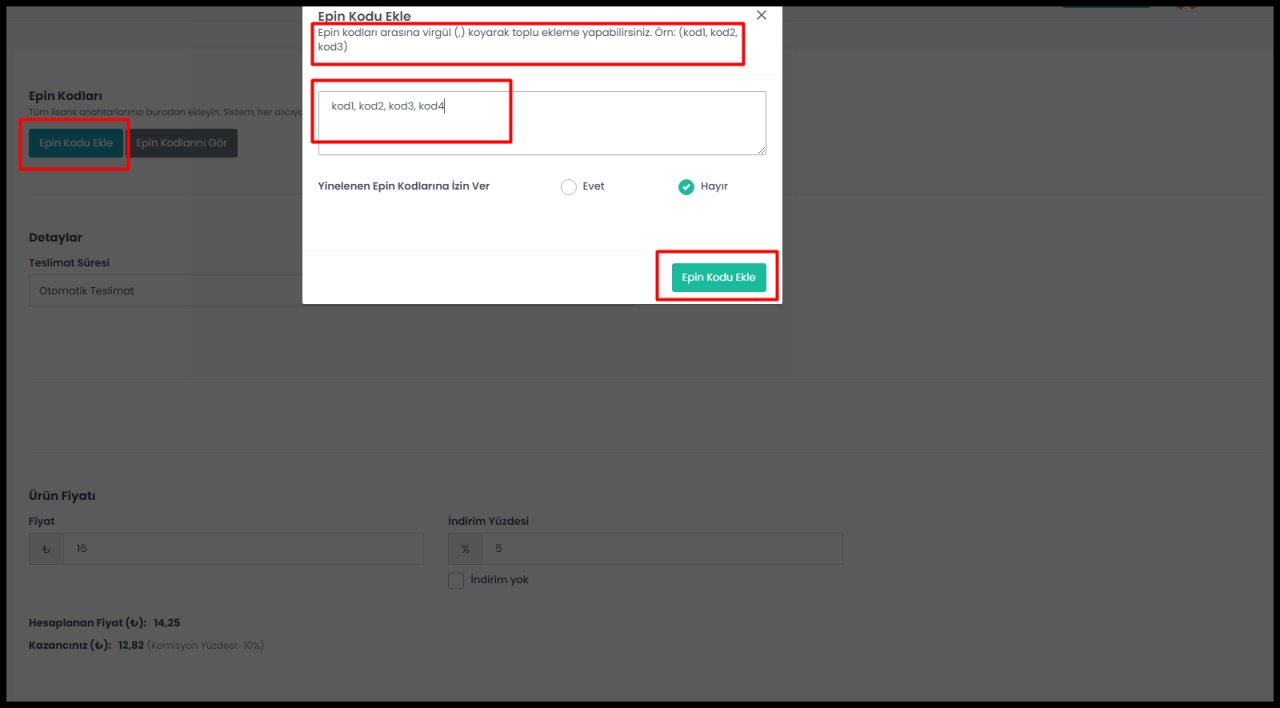 Epin Kodu Ekle
Epin kodları arasına virgül (,) koyarak toplu ekleme yapabilirsiniz. Örn: (kod1, kod2,
kod3)
kod1, kod2, kod3, kod4
Yinelenen Epin Kodlarına İzin Ver
Evet
Hayır
Epin Kodu Ekle
Epin Kodları
Tüm lisans anahtarlarınızı buradan ekleyin. Sistem, her alıcıya
Epin Kodu Ekle
Epin Kodlarını Gör
Detaylar
Teslimat Süresi
Otomatik Teslimat
Ürün Fiyatı
Fiyat
₺ 15
İndirim Yüzdesi
% 5
İndirim yok
Hesaplanan Fiyat (₺): 14,25
Kazancınız (₺): 12,82 (Komisyon Yüzdesi: 10%)